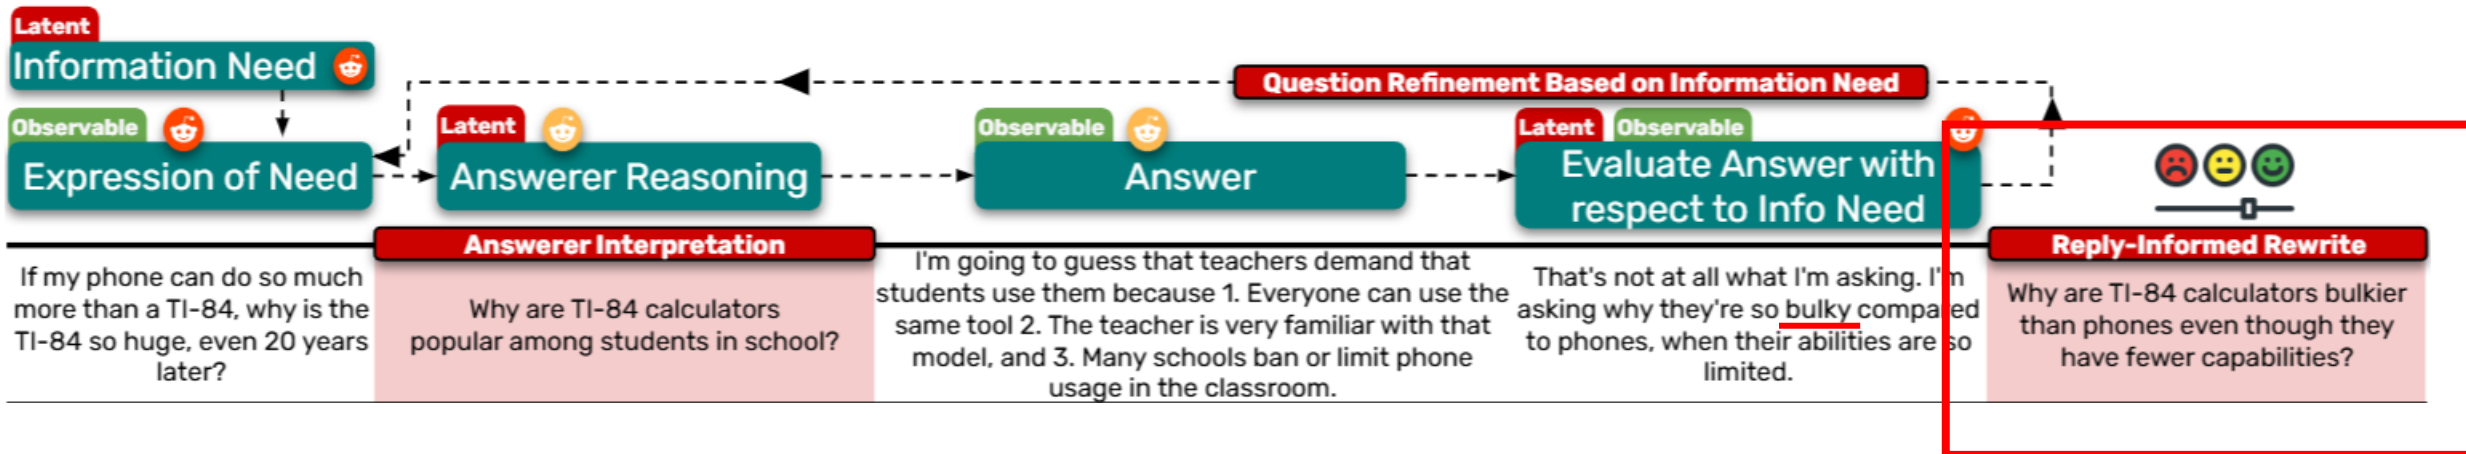 Latent
Information Need
Question Refinement Based on Information Need
Observable
Latent
Observable
Latent
Observable
Expression of Need
Answerer Reasoning
Answer
Evaluate Answer with
respect to Info Need
Answerer Interpretation
Reply-Informed Rewrite
If my phone can do so much
more than a TI-84, why is the
TI-84 so huge, even 20 years
later?
Why are TI-84 calculators
popular among students in school?
I'm going to guess that teachers demand that
students use them because 1. Everyone can use the
same tool 2. The teacher is very familiar with that
model, and 3. Many schools ban or limit phone
usage in the classroom.
That's not at all what I'm asking. I'm
asking why they're so bulky compared
to phones, when their abilities are so
limited.
Why are TI-84 calculators bulkier
than phones even though they
have fewer capabilities?